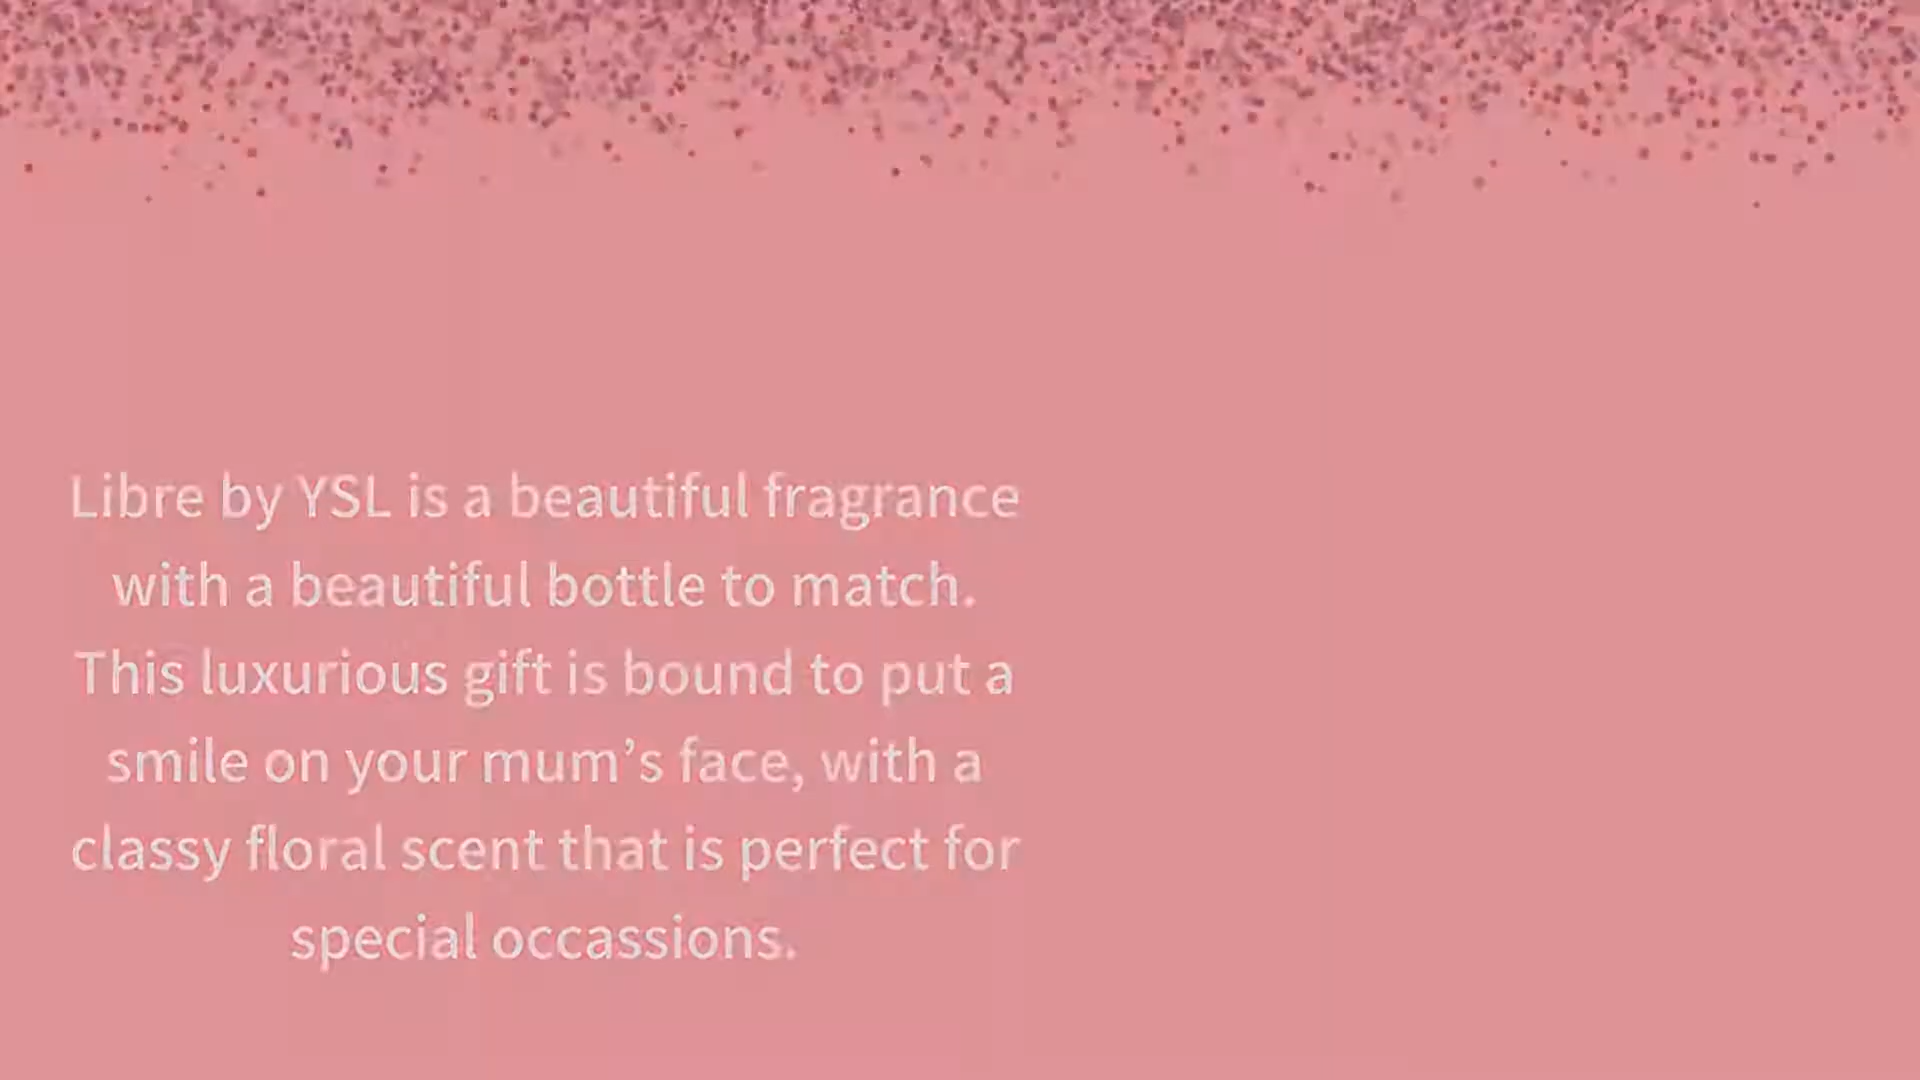 Libre by YSL is a beautiful fragrance
with a beautiful bottle to match.
This luxurious gift is bound to put a
smile on your mum’s face, with a
classy floral scent that is perfect for
special occassions.